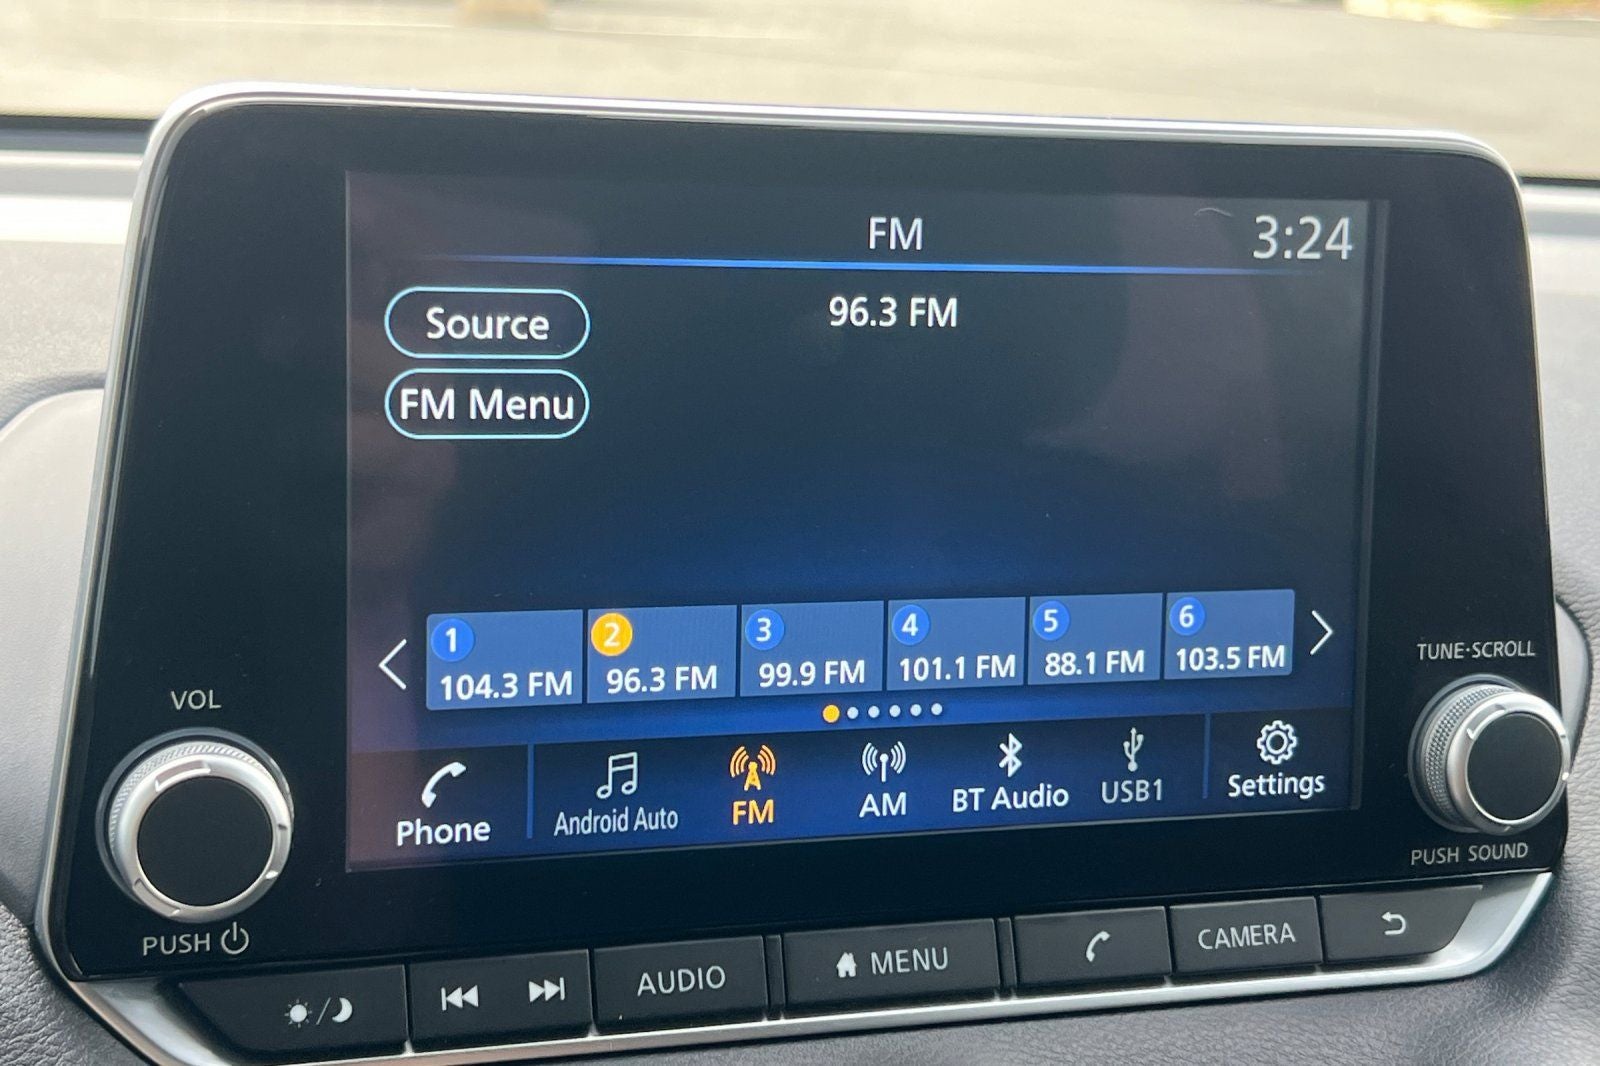 FM
3:24
Source
96.3 FM
FM Menu
1
104.3 FM
2
96.3 FM
3
99.9 FM
4
101.1 FM
5
88.1 FM
6
103.5 FM
VOL
TUNE·SCROLL
Phone
Android Auto
FM
AM
BT Audio
USB1
Settings
PUSH
PUSH SOUND
AUDIO
MENU
CAMERA